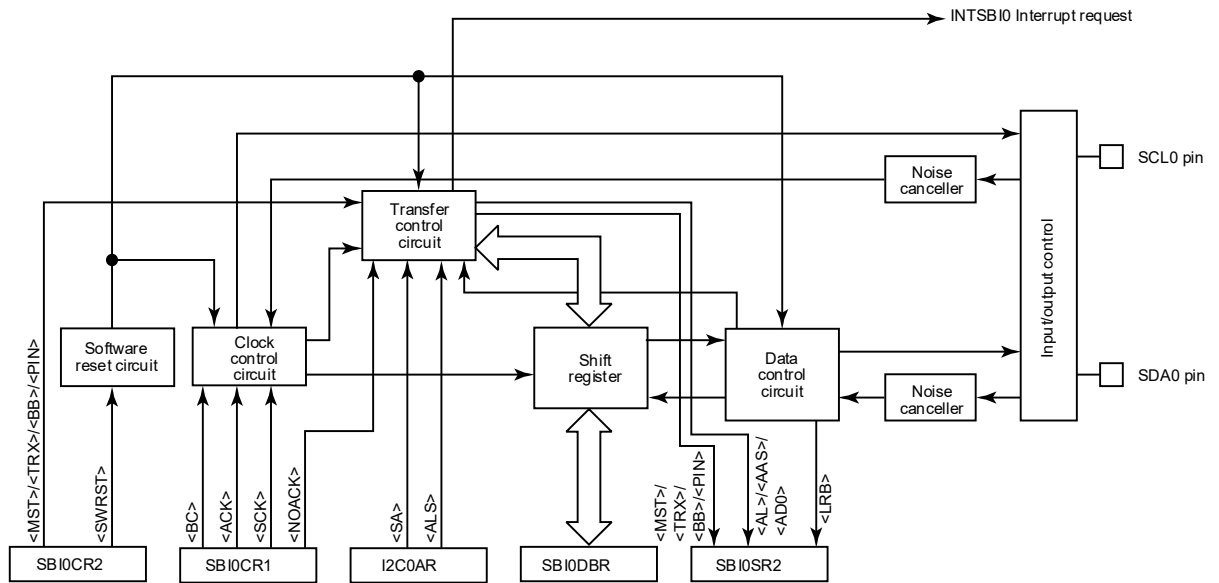 INTSBI0 Interrupt request
SCL0 pin
Noise
canceller
Transfer
control
circuit
Input/output control
Software
reset circuit
Clock
control
circuit
Shift
register
Data
control
circuit
SDA0 pin
Noise
canceller
<MST>/<TRX>/<BB>/<PIN>
<SWRST>
<BC>
<ACK>
<SCK>
<NOACK>
<SA>
<ALS>
<MST>/
<TRX>/
<BB>/<PIN>
<AL>/<AAS>/
<AD0>
<LRB>
SBI0CR2
SBI0CR1
I2C0AR
SBI0DBR
SBI0SR2